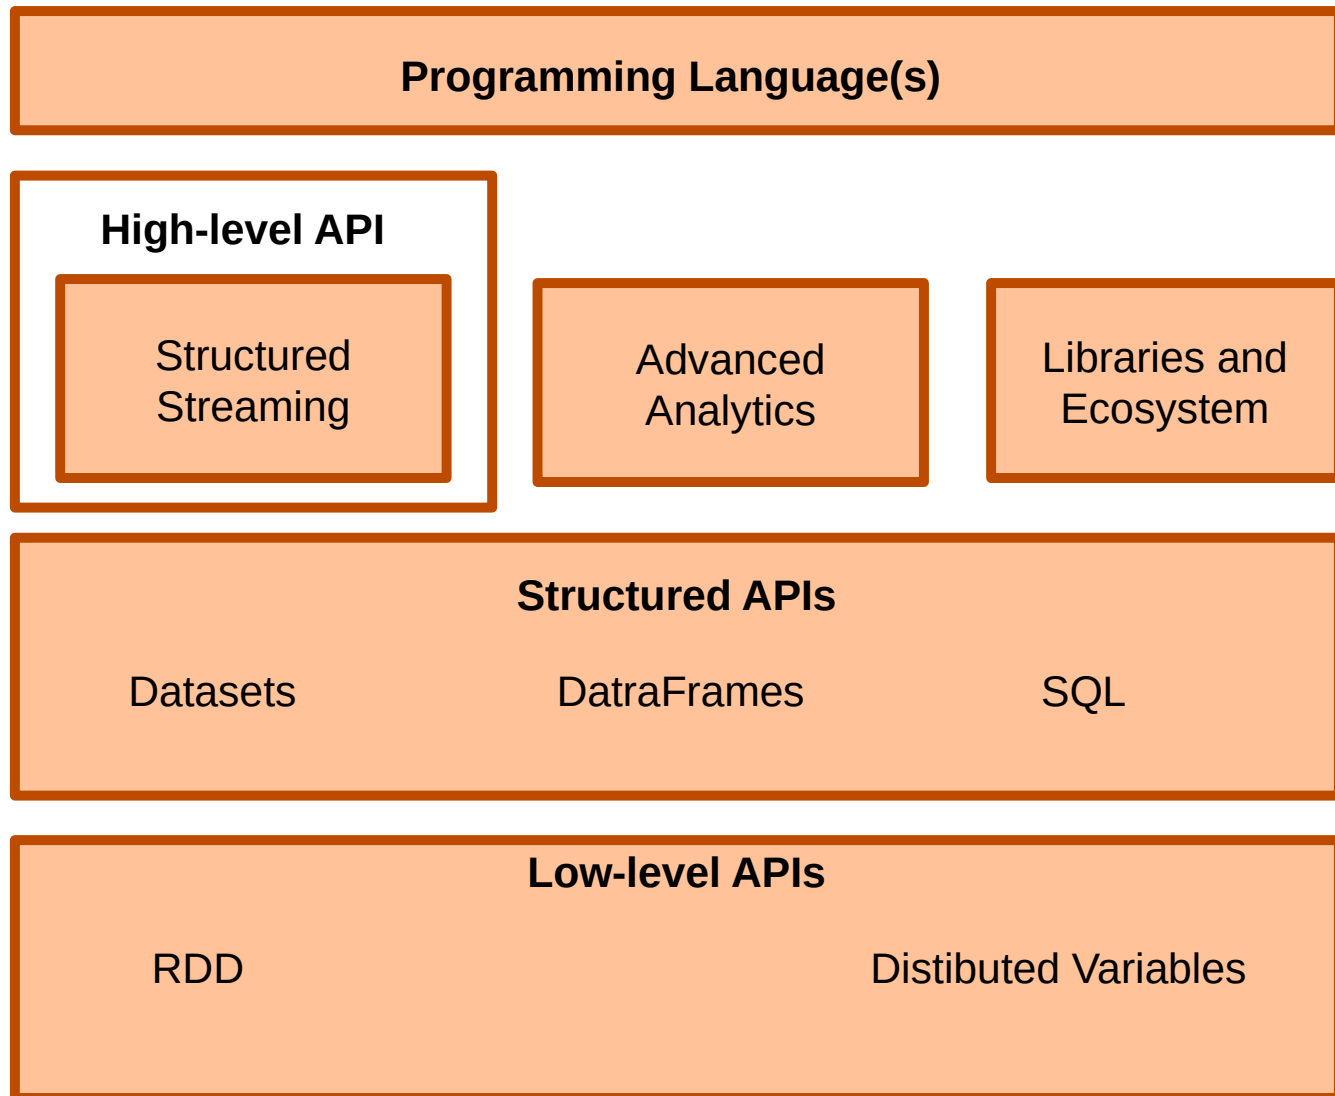 Programming Language(s)
High-level API
Structured
Streaming
Advanced
Analytics
Libraries and
Ecosystem
Structured APIs
Datasets
DatraFrames
SQL
Low-level APIs
RDD
Distibuted Variables